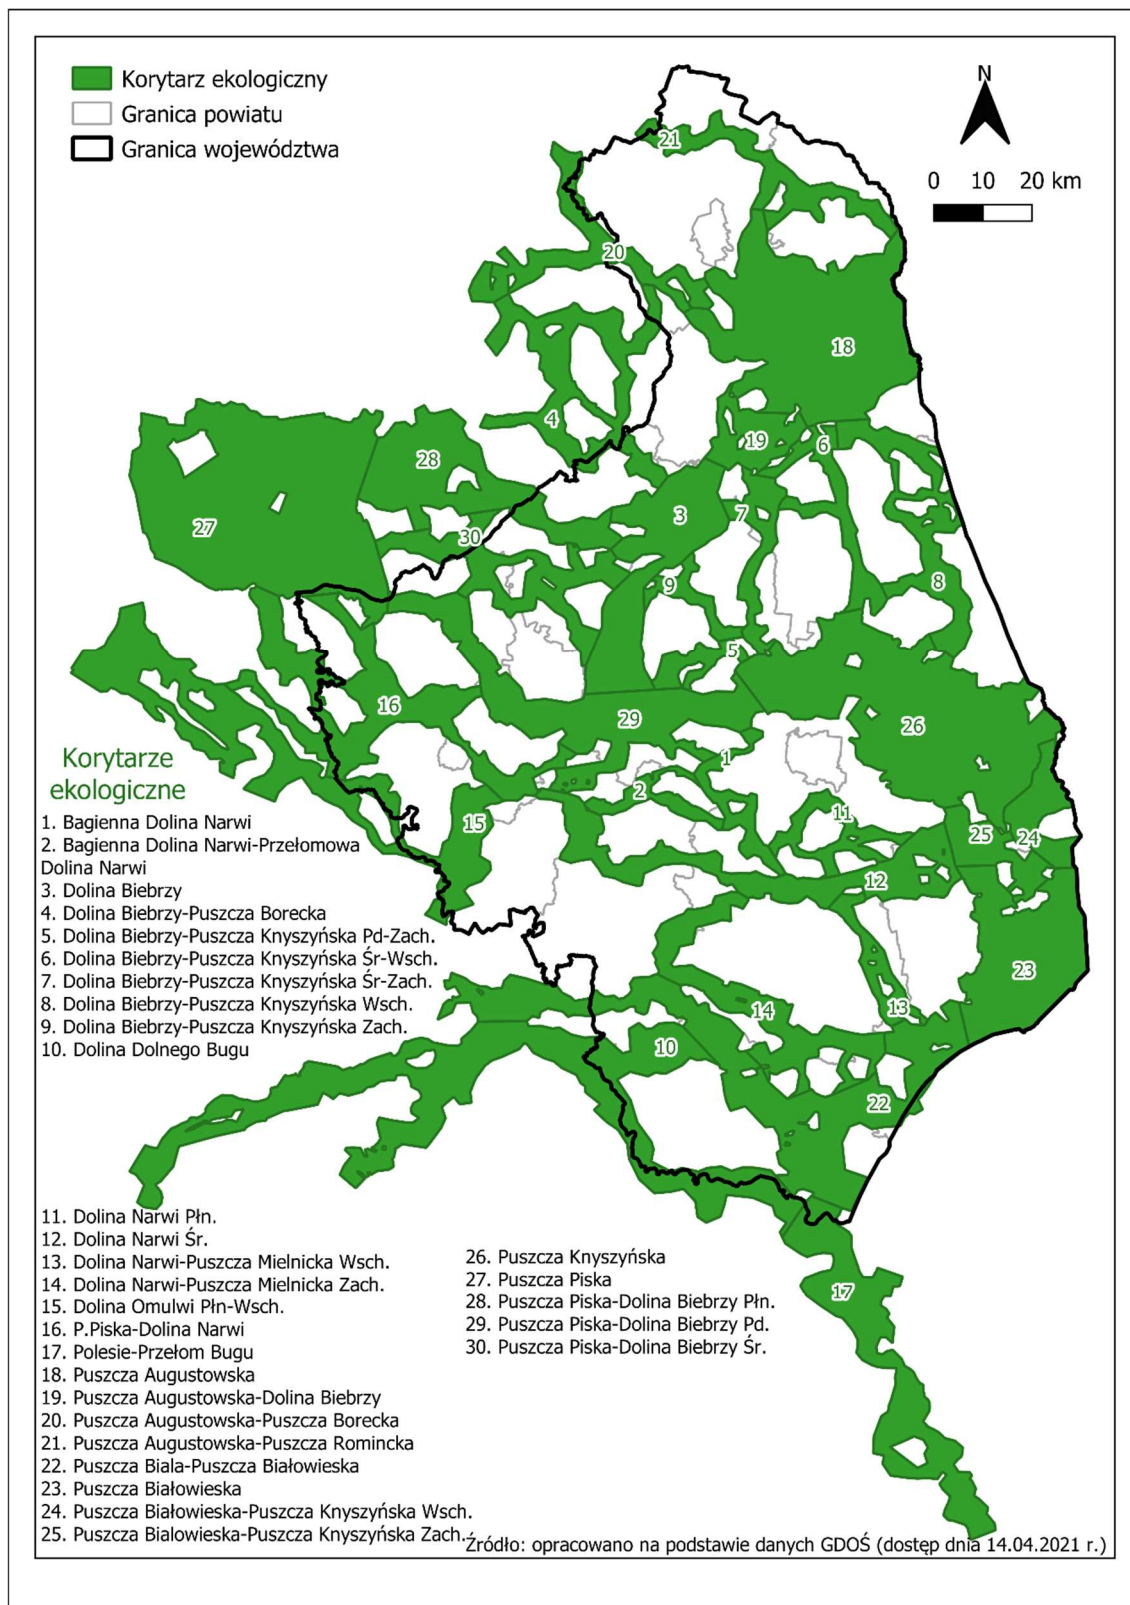 Korytarz ekologiczny
Granica powiatu
Granica województwa
N
0 10 20 km
21
20
18
4
19
6
28
3
7
27
30
9
8
5
16
29
26
1
2
15
11
25
24
12
23
13
14
10
22
17
Korytarze
ekologiczne
1. Bagienna Dolina Narwi
2. Bagienna Dolina Narwi-Przełomowa
Dolina Narwi
3. Dolina Biebrzy
4. Dolina Biebrzy-Puszcza Borecka
5. Dolina Biebrzy-Puszcza Knyszyńska Pd-Zach.
6. Dolina Biebrzy-Puszcza Knyszyńska Śr-Wsch.
7. Dolina Biebrzy-Puszcza Knyszyńska Śr-Zach.
8. Dolina Biebrzy-Puszcza Knyszyńska Wsch.
9. Dolina Biebrzy-Puszcza Knyszyńska Zach.
10. Dolina Dolnego Bugu
11. Dolina Narwi Płn.
12. Dolina Narwi Śr.
13. Dolina Narwi-Puszcza Mielnicka Wsch.
14. Dolina Narwi-Puszcza Mielnicka Zach.
15. Dolina Omulwi Płn-Wsch.
16. P.Piska-Dolina Narwi
17. Polesie-Przełom Bugu
18. Puszcza Augustowska
19. Puszcza Augustowska-Dolina Biebrzy
20. Puszcza Augustowska-Puszcza Borecka
21. Puszcza Augustowska-Puszcza Romincka
22. Puszcza Biala-Puszcza Białowieska
23. Puszcza Białowieska
24. Puszcza Białowieska-Puszcza Knyszyńska Wsch.
25. Puszcza Bialowieska-Puszcza Knyszyńska Zach.
26. Puszcza Knyszyńska
27. Puszcza Piska
28. Puszcza Piska-Dolina Biebrzy Płn.
29. Puszcza Piska-Dolina Biebrzy Pd.
30. Puszcza Piska-Dolina Biebrzy Śr.
Źródło: opracowano na podstawie danych GDOŚ (dostęp dnia 14.04.2021 r.)